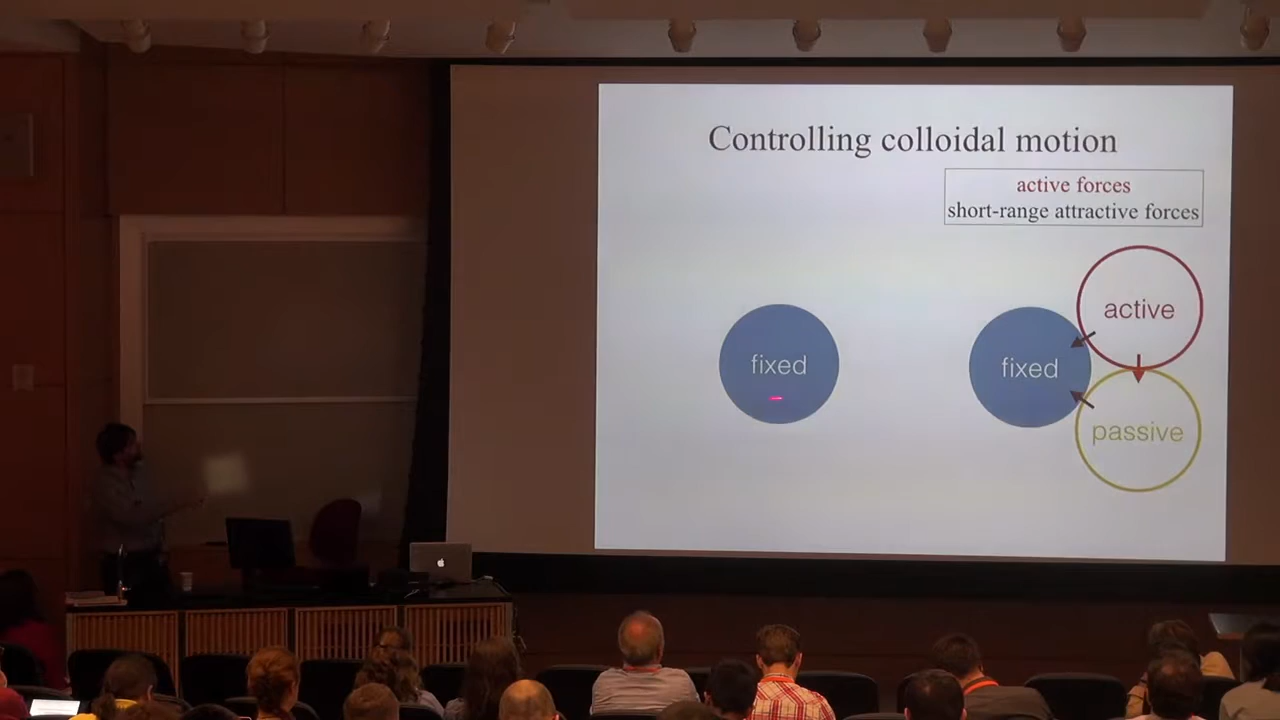 Controlling colloidal motion
active forces
short-range attractive forces
active
fixed
fixed
passive